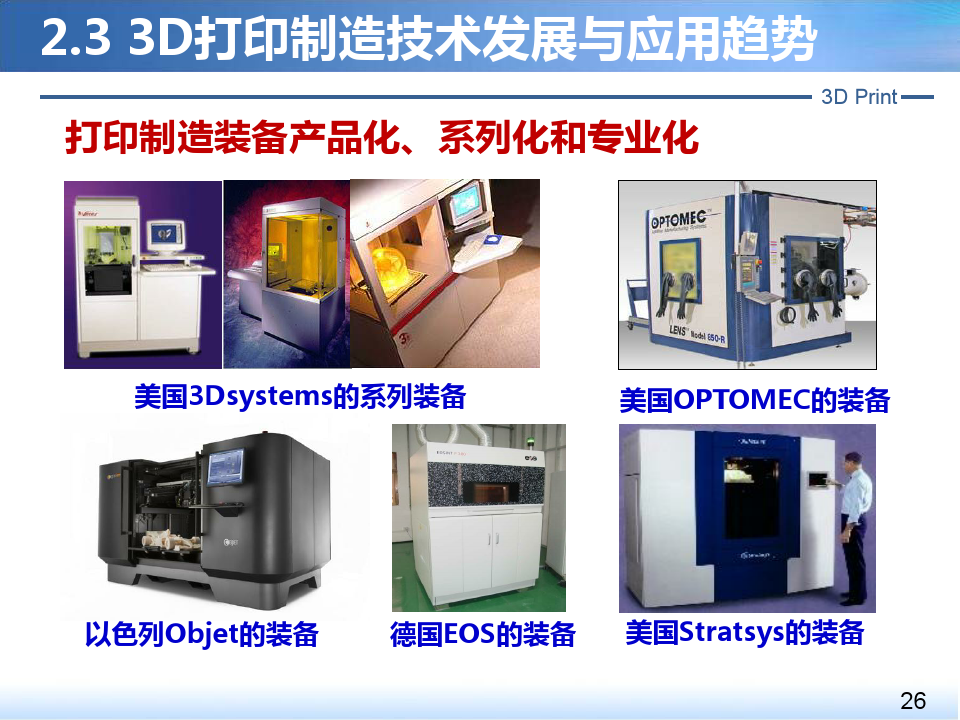 2.3 3D打印制造技术发展与应用趋势
3D Print
打印制造装备产品化、系列化和专业化
OPTOMEC
LENS Model 850-R
美国3Dsystems的系列装备
美国OPTOMEC的装备
eos
OBJET
以色列Objet的装备
德国EOS的装备
美国Stratsys的装备
26